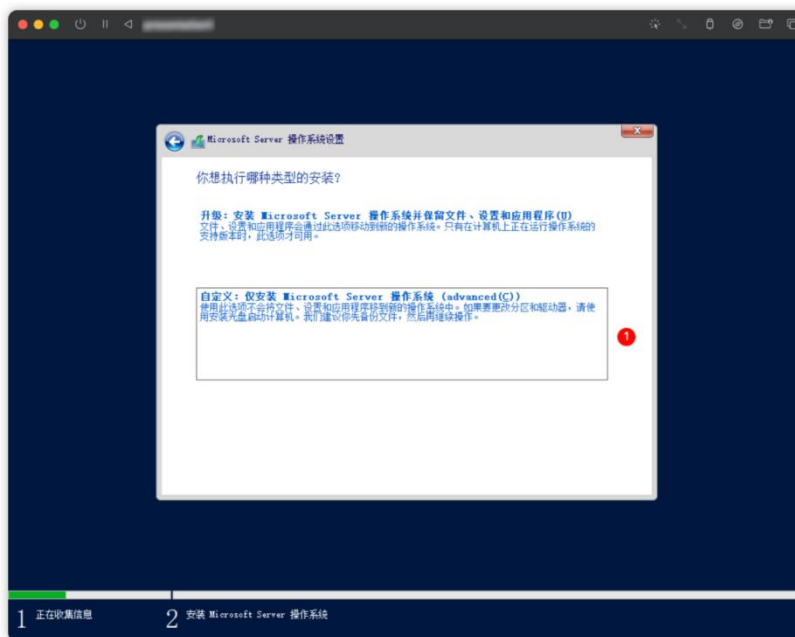 Microsoft Server 操作系统设置
你想执行哪种类型的安装?
升级: 安装 Microsoft Server 操作系统并保留文件、设置和应用程序(U)
文件、设置和应用程序会通过此选项移动到新的操作系统。只有在计算机上正在运行操作系统的
支持版本时，此选项才可用。
自定义: 仅安装 Microsoft Server 操作系统 (advanced(C))
使用此选项不会将文件、设置和应用程序移到新的操作系统中。如果要更改分区和驱动器，请使
用安装光盘启动计算机。我们建议你先备份文件，然后再继续操作。
1
1 正在收集信息
2 安装 Microsoft Server 操作系统